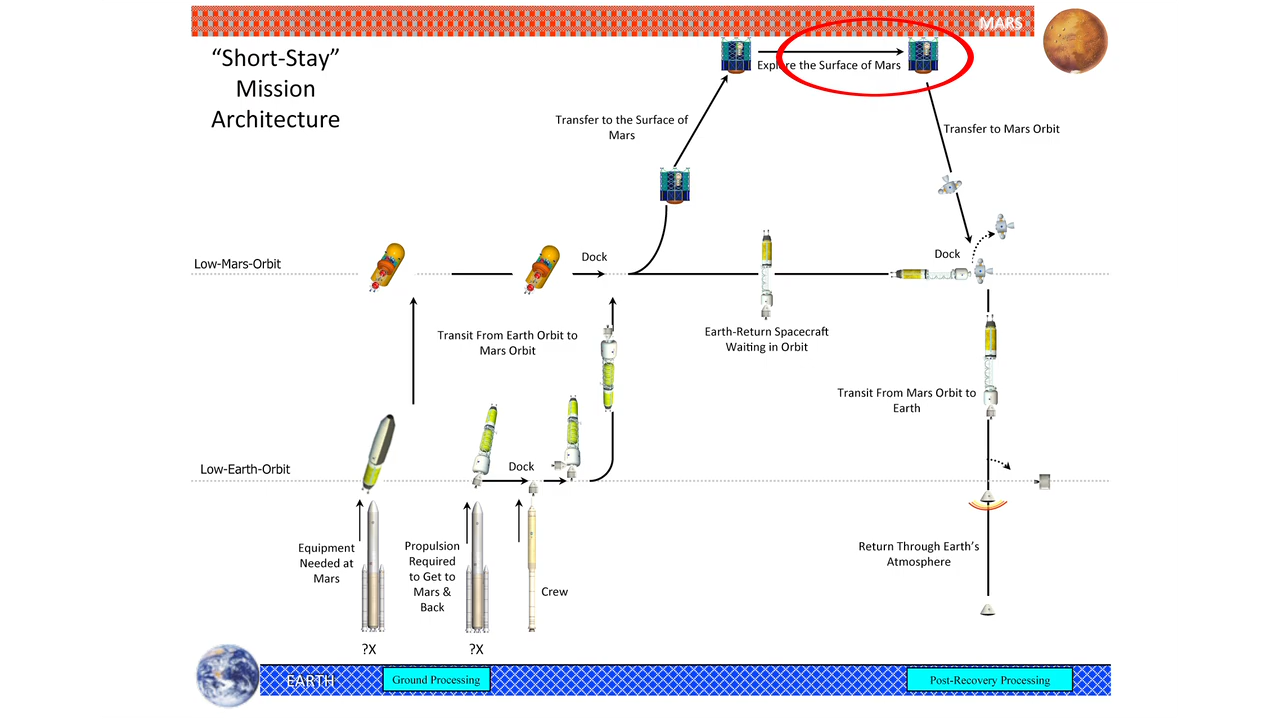 MARS
“Short-Stay”
Mission
Architecture
Explore the Surface of Mars
Transfer to the Surface of
Mars
Transfer to Mars Orbit
Low-Mars-Orbit
Dock
Dock
Transit From Earth Orbit to
Mars Orbit
Earth-Return Spacecraft
Waiting in Orbit
Transit From Mars Orbit to
Earth
Low-Earth-Orbit
Dock
Equipment
Needed at
Mars
Propulsion
Required
to Get to
Mars &
Back
Crew
Return Through Earth’s
Atmosphere
?X
?X
EARTH
Ground Processing
Post-Recovery Processing